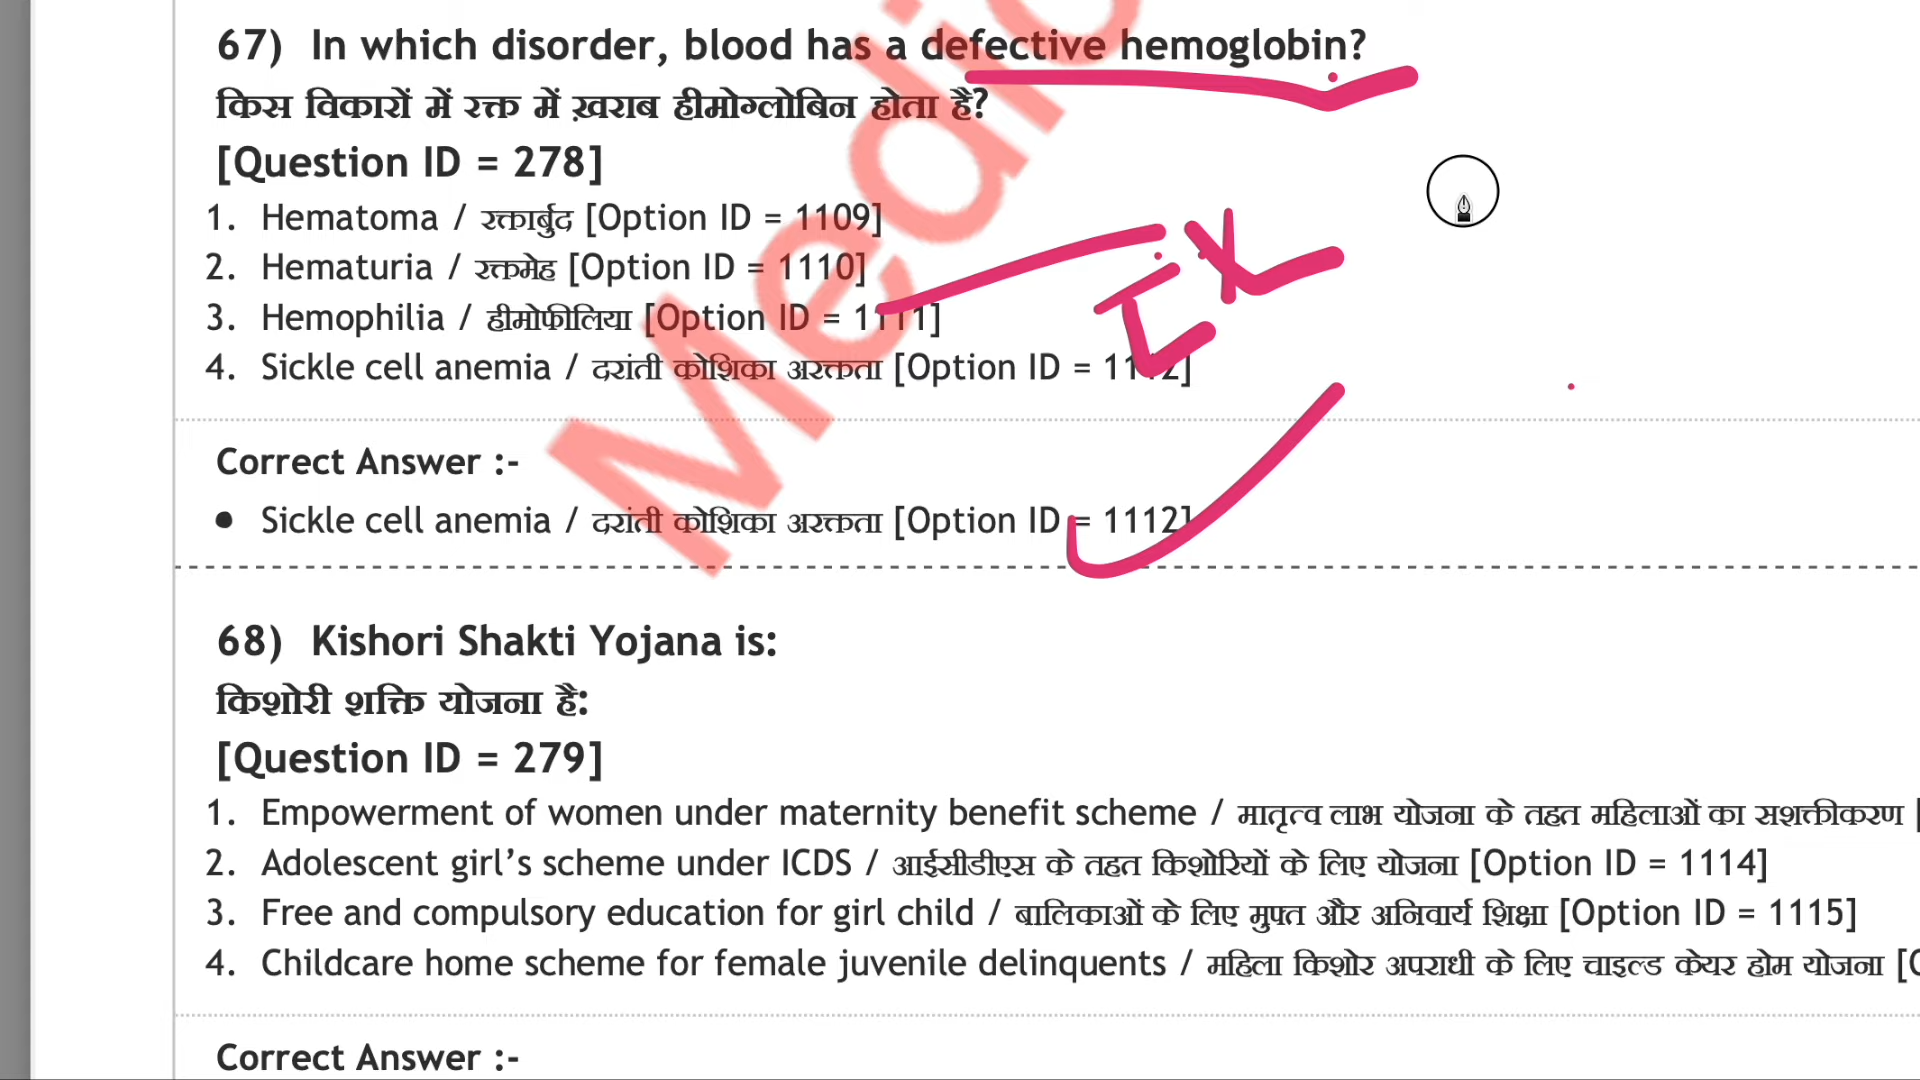 67) In which disorder, blood has a defective hemoglobin?
किस विकारों में रक्त में ख़राब हीमोग्लोबिन होता है?
[Question ID = 278]
1. Hematoma / रक्तार्बुद [Option ID = 1109]
2. Hematuria / रक्तमेह [Option ID = 1110]
3. Hemophilia / हीमोफीलिया [Option ID = 1111]
4. Sickle cell anemia / दरांती कोशिका अरक्तता [Option ID = 1112]
IX
Correct Answer :-
• Sickle cell anemia / दरांती कोशिका अरक्तता [Option ID = 1112]
68) Kishori Shakti Yojana is:
किशोरी शक्ति योजना है:
[Question ID = 279]
1. Empowerment of women under maternity benefit scheme / मातृत्व लाभ योजना के तहत महिलाओं का सशक्तीकरण [
2. Adolescent girl’s scheme under ICDS / आईसीडीएस के तहत किशोरियों के लिए योजना [Option ID = 1114]
3. Free and compulsory education for girl child / बालिकाओं के लिए मुफ्त और अनिवार्य शिक्षा [Option ID = 1115]
4. Childcare home scheme for female juvenile delinquents / महिला किशोर अपराधी के लिए चाइल्ड केयर होम योजना [O
Correct Answer :-
Medic